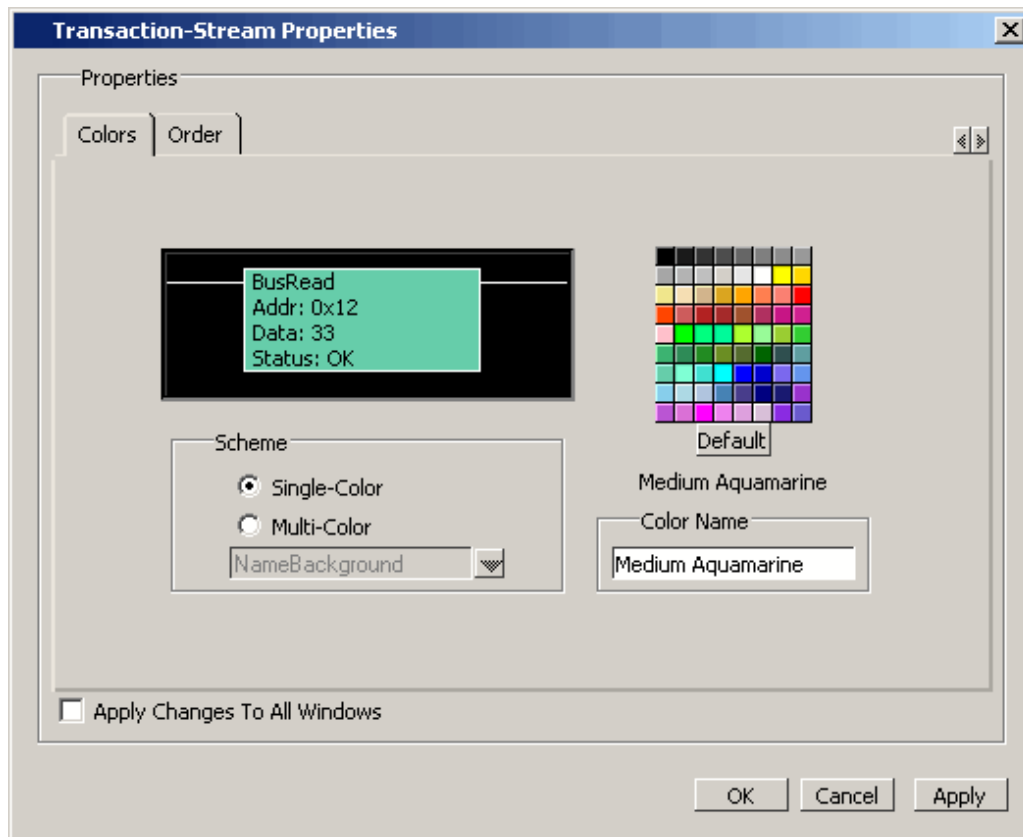 Transaction-Stream Properties
Properties
Colors
Order
BusRead
Addr: 0x12
Data: 33
Status: OK
Default
Medium Aquamarine
Scheme
Single-Color
Multi-Color
NameBackground
Color Name
Medium Aquamarine
Apply Changes To All Windows
OK
Cancel
Apply